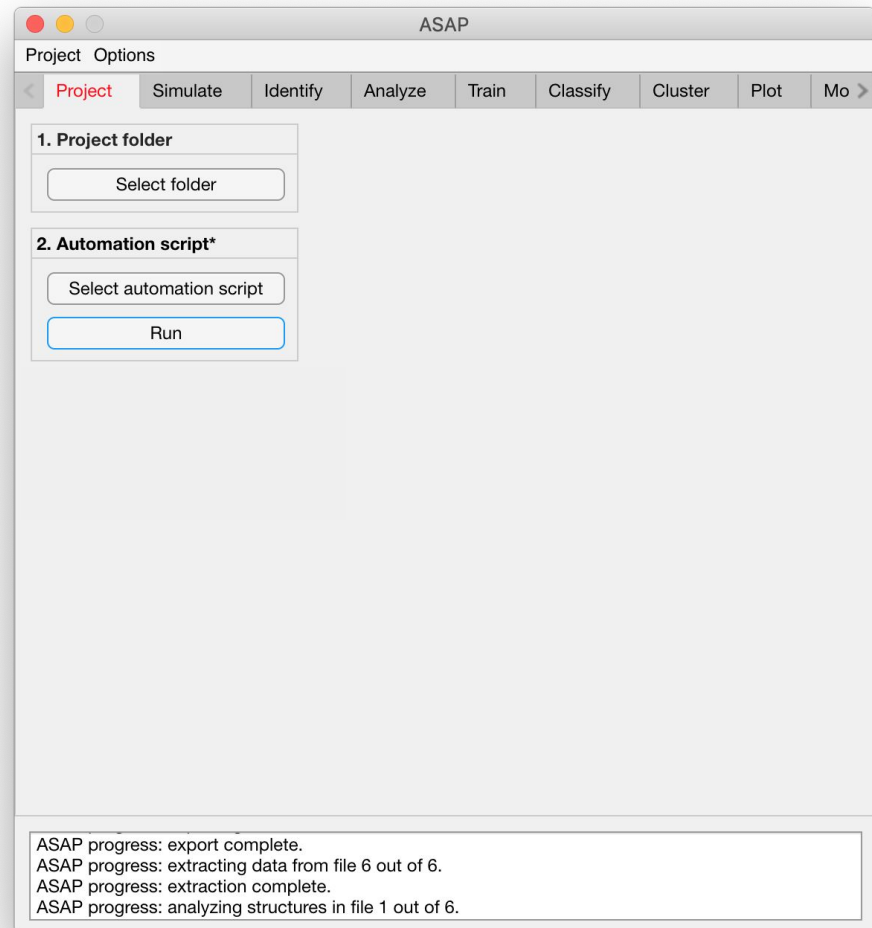 ASAP
Project Options
Project Simulate Identify Analyze Train Classify Cluster Plot Mo
1. Project folder
Select folder
2. Automation script*
Select automation script
Run
ASAP progress: export complete.
ASAP progress: extracting data from file 6 out of 6.
ASAP progress: extraction complete.
ASAP progress: analyzing structures in file 1 out of 6.